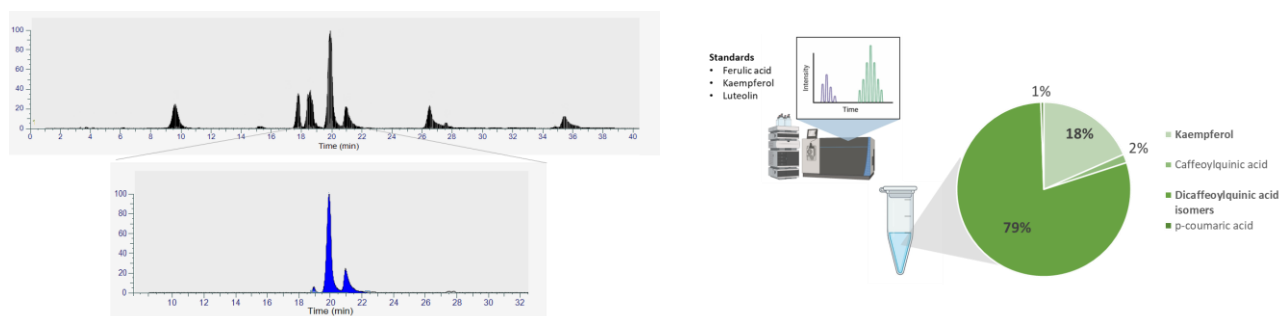 100
80
60
40
20
0
0 2 4 6 8 10 12 14 16 18 20 22 24 26 28 30 32 34 36 38 40
Time (min)
100
80
60
40
20
0
10 12 14 16 18 20 22 24 26 28 30 32
Time (min)
Standards
• Ferulic acid
• Kaempferol
• Luteolin
Intensity
Time
1%
18%
2%
79%
Kaempferol
Caffeoylquinic acid
Dicaffeoylquinic acid
isomers
p-coumaric acid